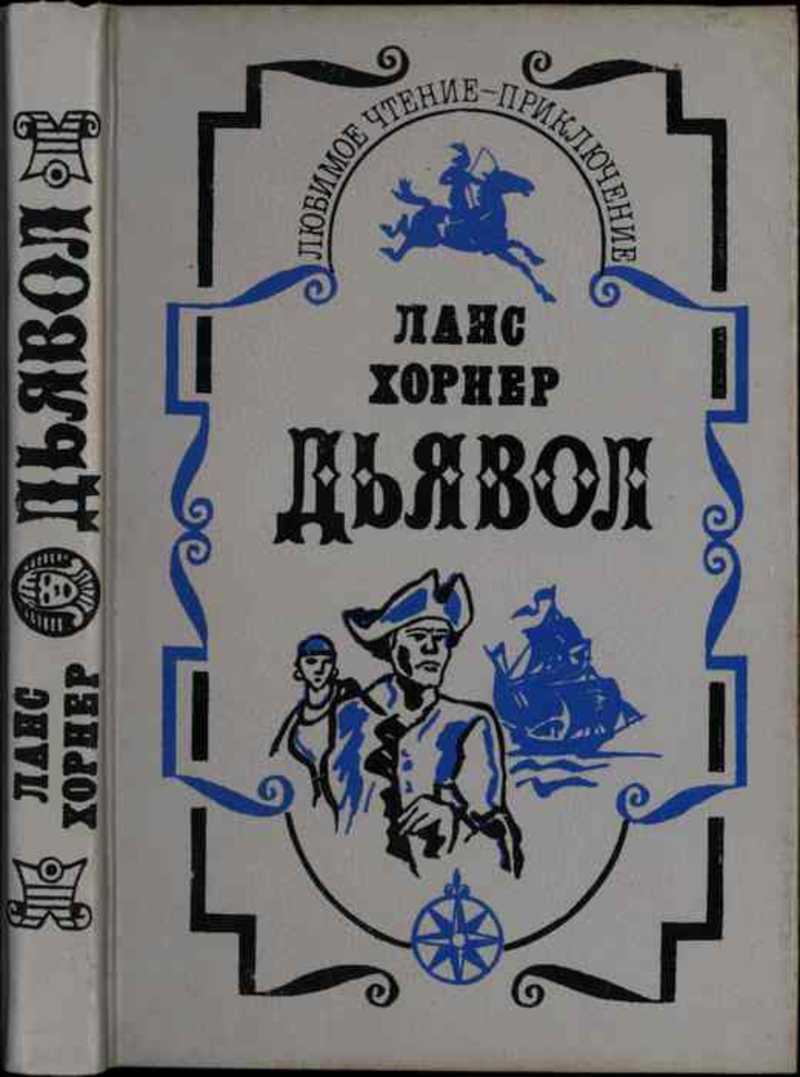 ЛЮБИМОЕ ЧТЕНИЕ–ПРИКЛЮЧЕНИЕ
ЛАНС
ХОРНЕР
ДЬЯВОЛ
ДЬЯВОЛ
ЛАНС
ХОРНЕР